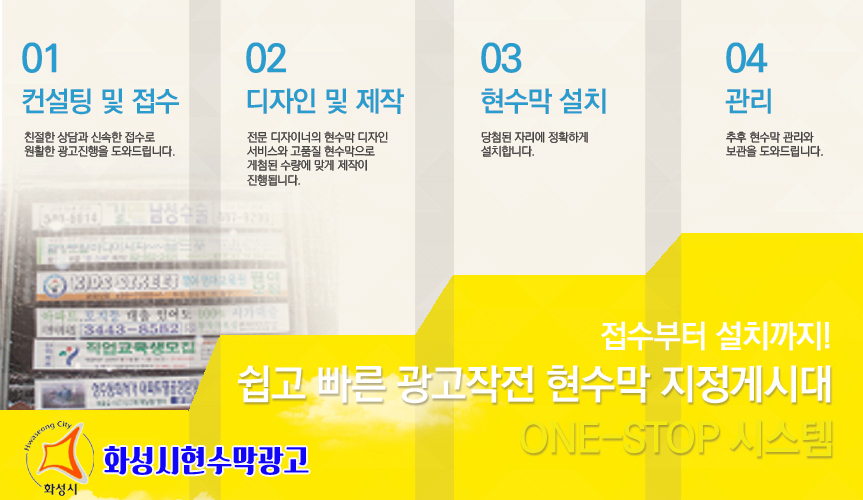 01
컨설팅 및 접수
친절한 상담과 신속한 접수로
원활한 광고진행을 도와드립니다.
02
디자인 및 제작
전문 디자이너의 현수막 디자인
서비스와 고품질 현수막으로
게첨된 수량에 맞게 제작이
진행됩니다.
03
현수막 설치
당첨된 자리에 정확하게
설치합니다.
04
관리
추후 현수막 관리와
보관을 도와드립니다.
남성수술
KIDS STREET
3443-8582
직업교육생모집
접수부터 설치까지!
쉽고 빠른 광고작전 현수막 지정게시대
ONE-STOP 시스템
Hwaseong City
화성시
화성시현수막광고